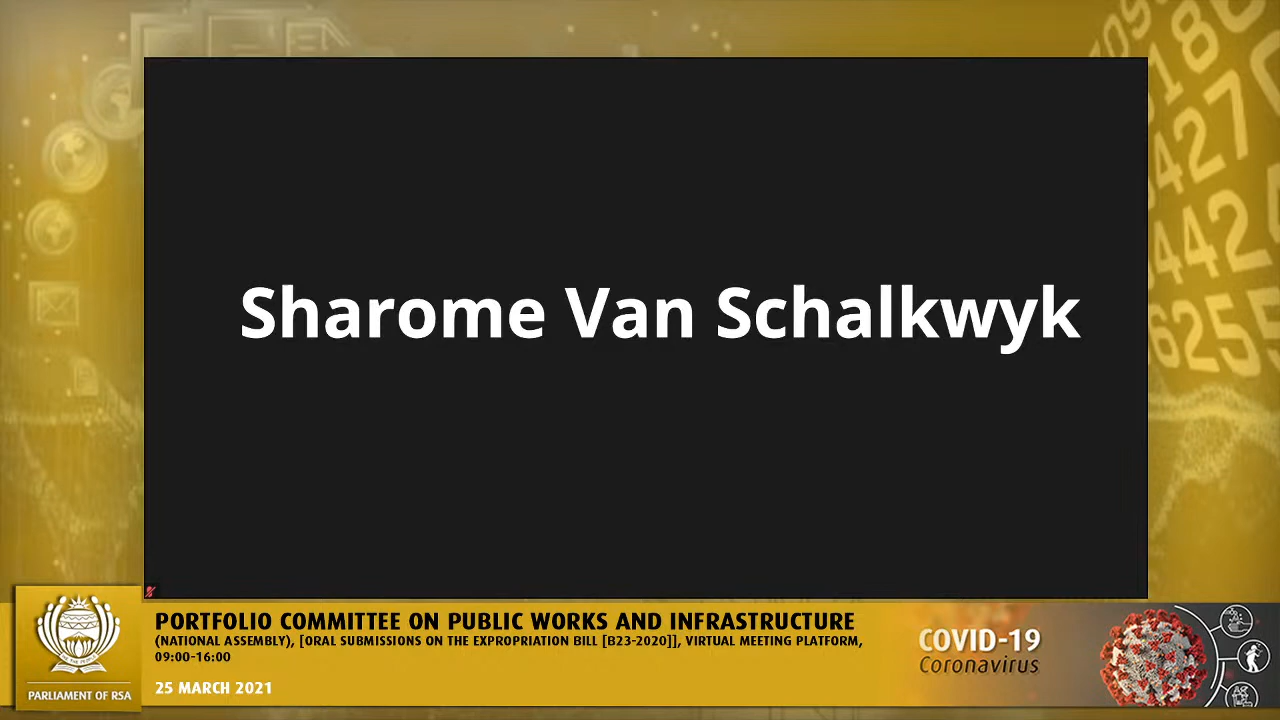 Sharome Van Schalkwyk
PORTFOLIO COMMITTEE ON PUBLIC WORKS AND INFRASTRUCTURE
(NATIONAL ASSEMBLY), [ORAL SUBMISSIONS ON THE EXPROPRIATION BILL [B23-2020]], VIRTUAL MEETING PLATFORM,
09:00-16:00
25 MARCH 2021
PARLIAMENT OF RSA
COVID-19
Coronavirus